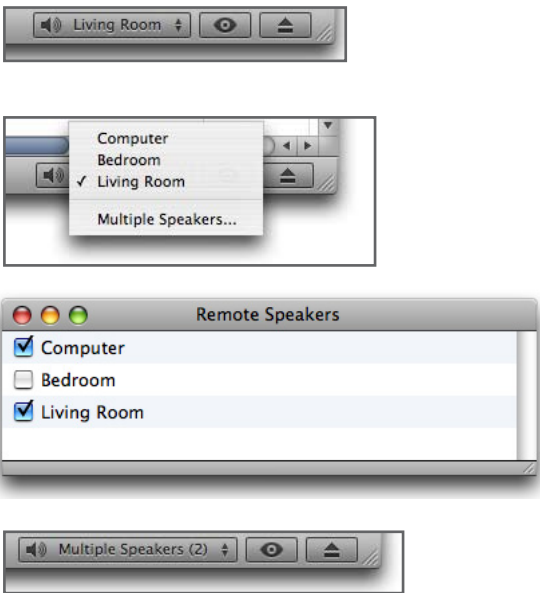 Living Room
Computer
Bedroom
Living Room
Multiple Speakers...
Remote Speakers
Computer
Bedroom
Living Room
Multiple Speakers (2)